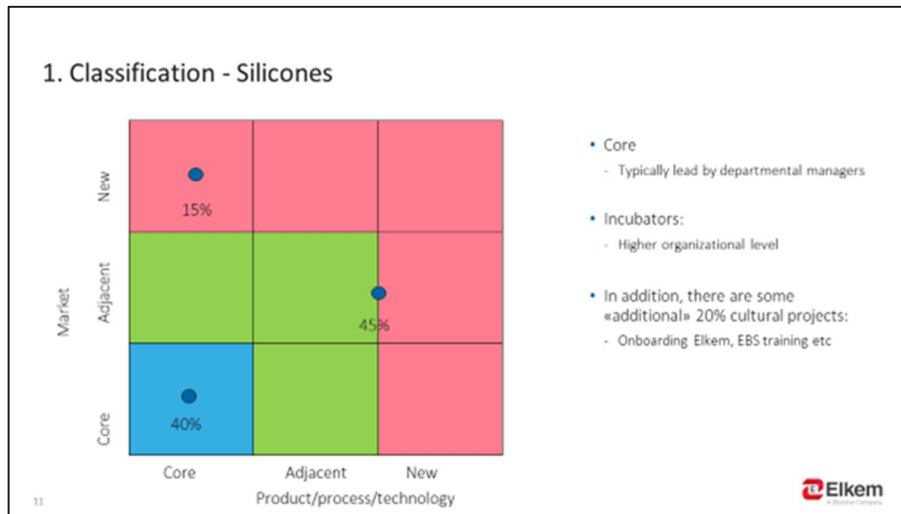 1. Classification - Silicones
New
Adjacent
Core
Market
15%
45%
40%
Core Adjacent New
Product/process/technology
• Core
- Typically lead by departmental managers
• Incubators:
- Higher organizational level
• In addition, there are some
«additional» 20% cultural projects:
- Onboarding Elkem, EBS training etc
11
Elkem